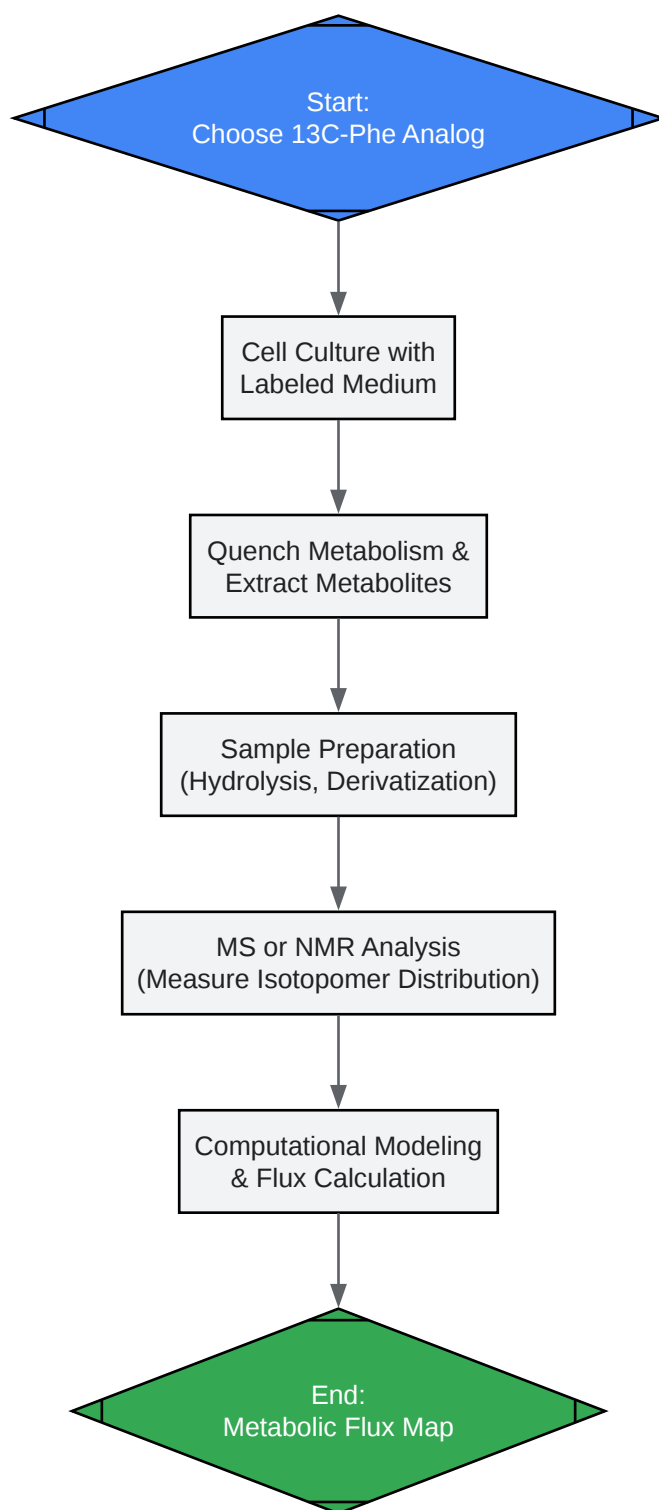 Start:
Choose 13C-Phe Analog
Cell Culture with
Labeled Medium
Quench Metabolism &
Extract Metabolites
Sample Preparation
(Hydrolysis, Derivatization)
MS or NMR Analysis
(Measure Isotopomer Distribution)
Computational Modeling
& Flux Calculation
End:
Metabolic Flux Map